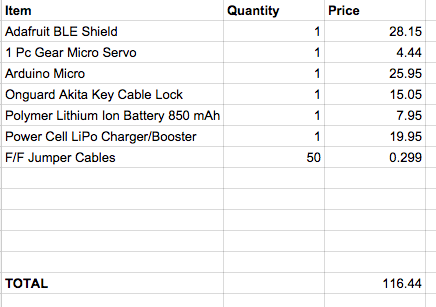 Item Quantity Price
Adafruit BLE Shield 1 28.15
1 Pc Gear Micro Servo 1 4.44
Arduino Micro 1 25.95
Onguard Akita Key Cable Lock 1 15.05
Polymer Lithium Ion Battery 850 mAh 1 7.95
Power Cell LiPo Charger/Booster 1 19.95
F/F Jumper Cables 50 0.299
TOTAL 116.44